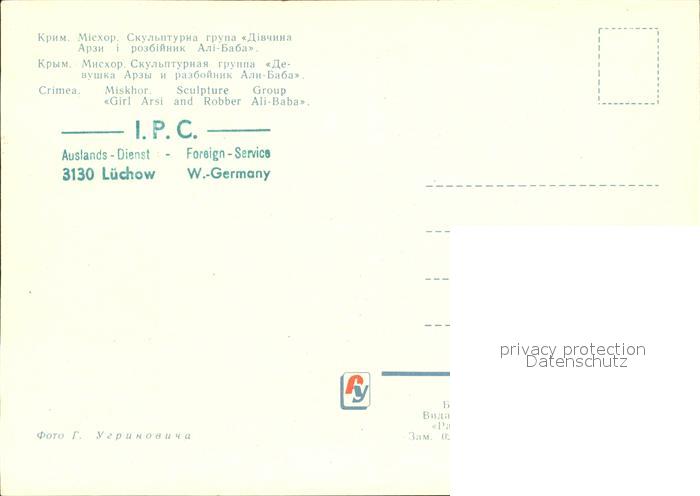 Крим. Місхор. Скульптурна група «Дівчина
Арзи і розбійник Алі-Баба».
Крым. Мисхор. Скульптурная группа «Де-
вушка Арзы и разбойник Али-Баба».
Crimea. Miskhor. Sculpture Group
«Girl Arsi and Robber Ali-Baba».
I. P. C.
Auslands-Dienst - Foreign-Service
3130 Lüchow W.-Germany
privacy protection
Datenschutz
Фото Г. Угриновича
Зам.